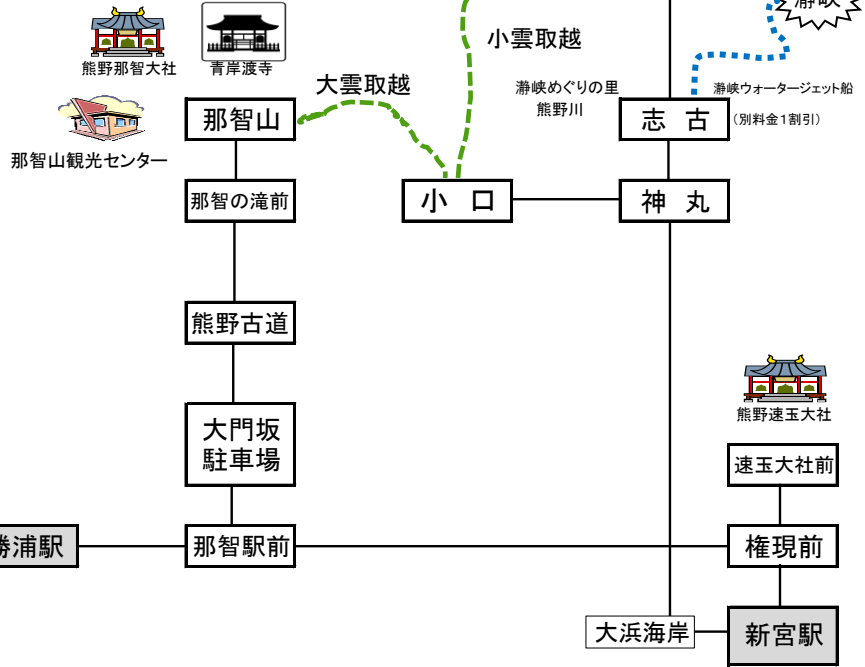 瀞峡
小雲取越
熊野那智大社
青岸渡寺
大雲取越
瀞峡めぐりの里
熊野川
瀞峡ウォータージェット船
(別料金1割引)
那智山
志 古
那智山観光センター
那智の滝前
小 口
神 丸
熊野古道
熊野速玉大社
大門坂
駐車場
速玉大社前
勝浦駅
那智駅前
権現前
大浜海岸
新宮駅